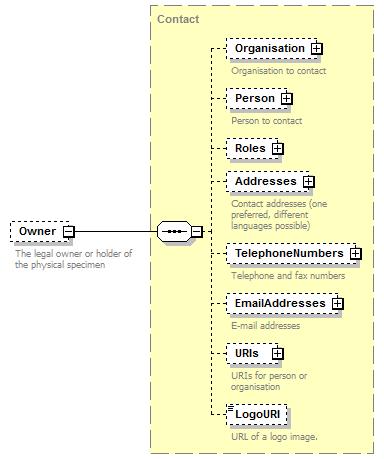 Contact
Organisation
Organisation to contact
Person
Person to contact
Roles
Addresses
Contact addresses (one
preferred, different
languages possible)
Owner
The legal owner or holder of
the physical specimen
TelephoneNumbers
Telephone and fax numbers
EmailAddresses
E-mail addresses
URIs
URIs for person or
organisation
LogoURI
URL of a logo image.